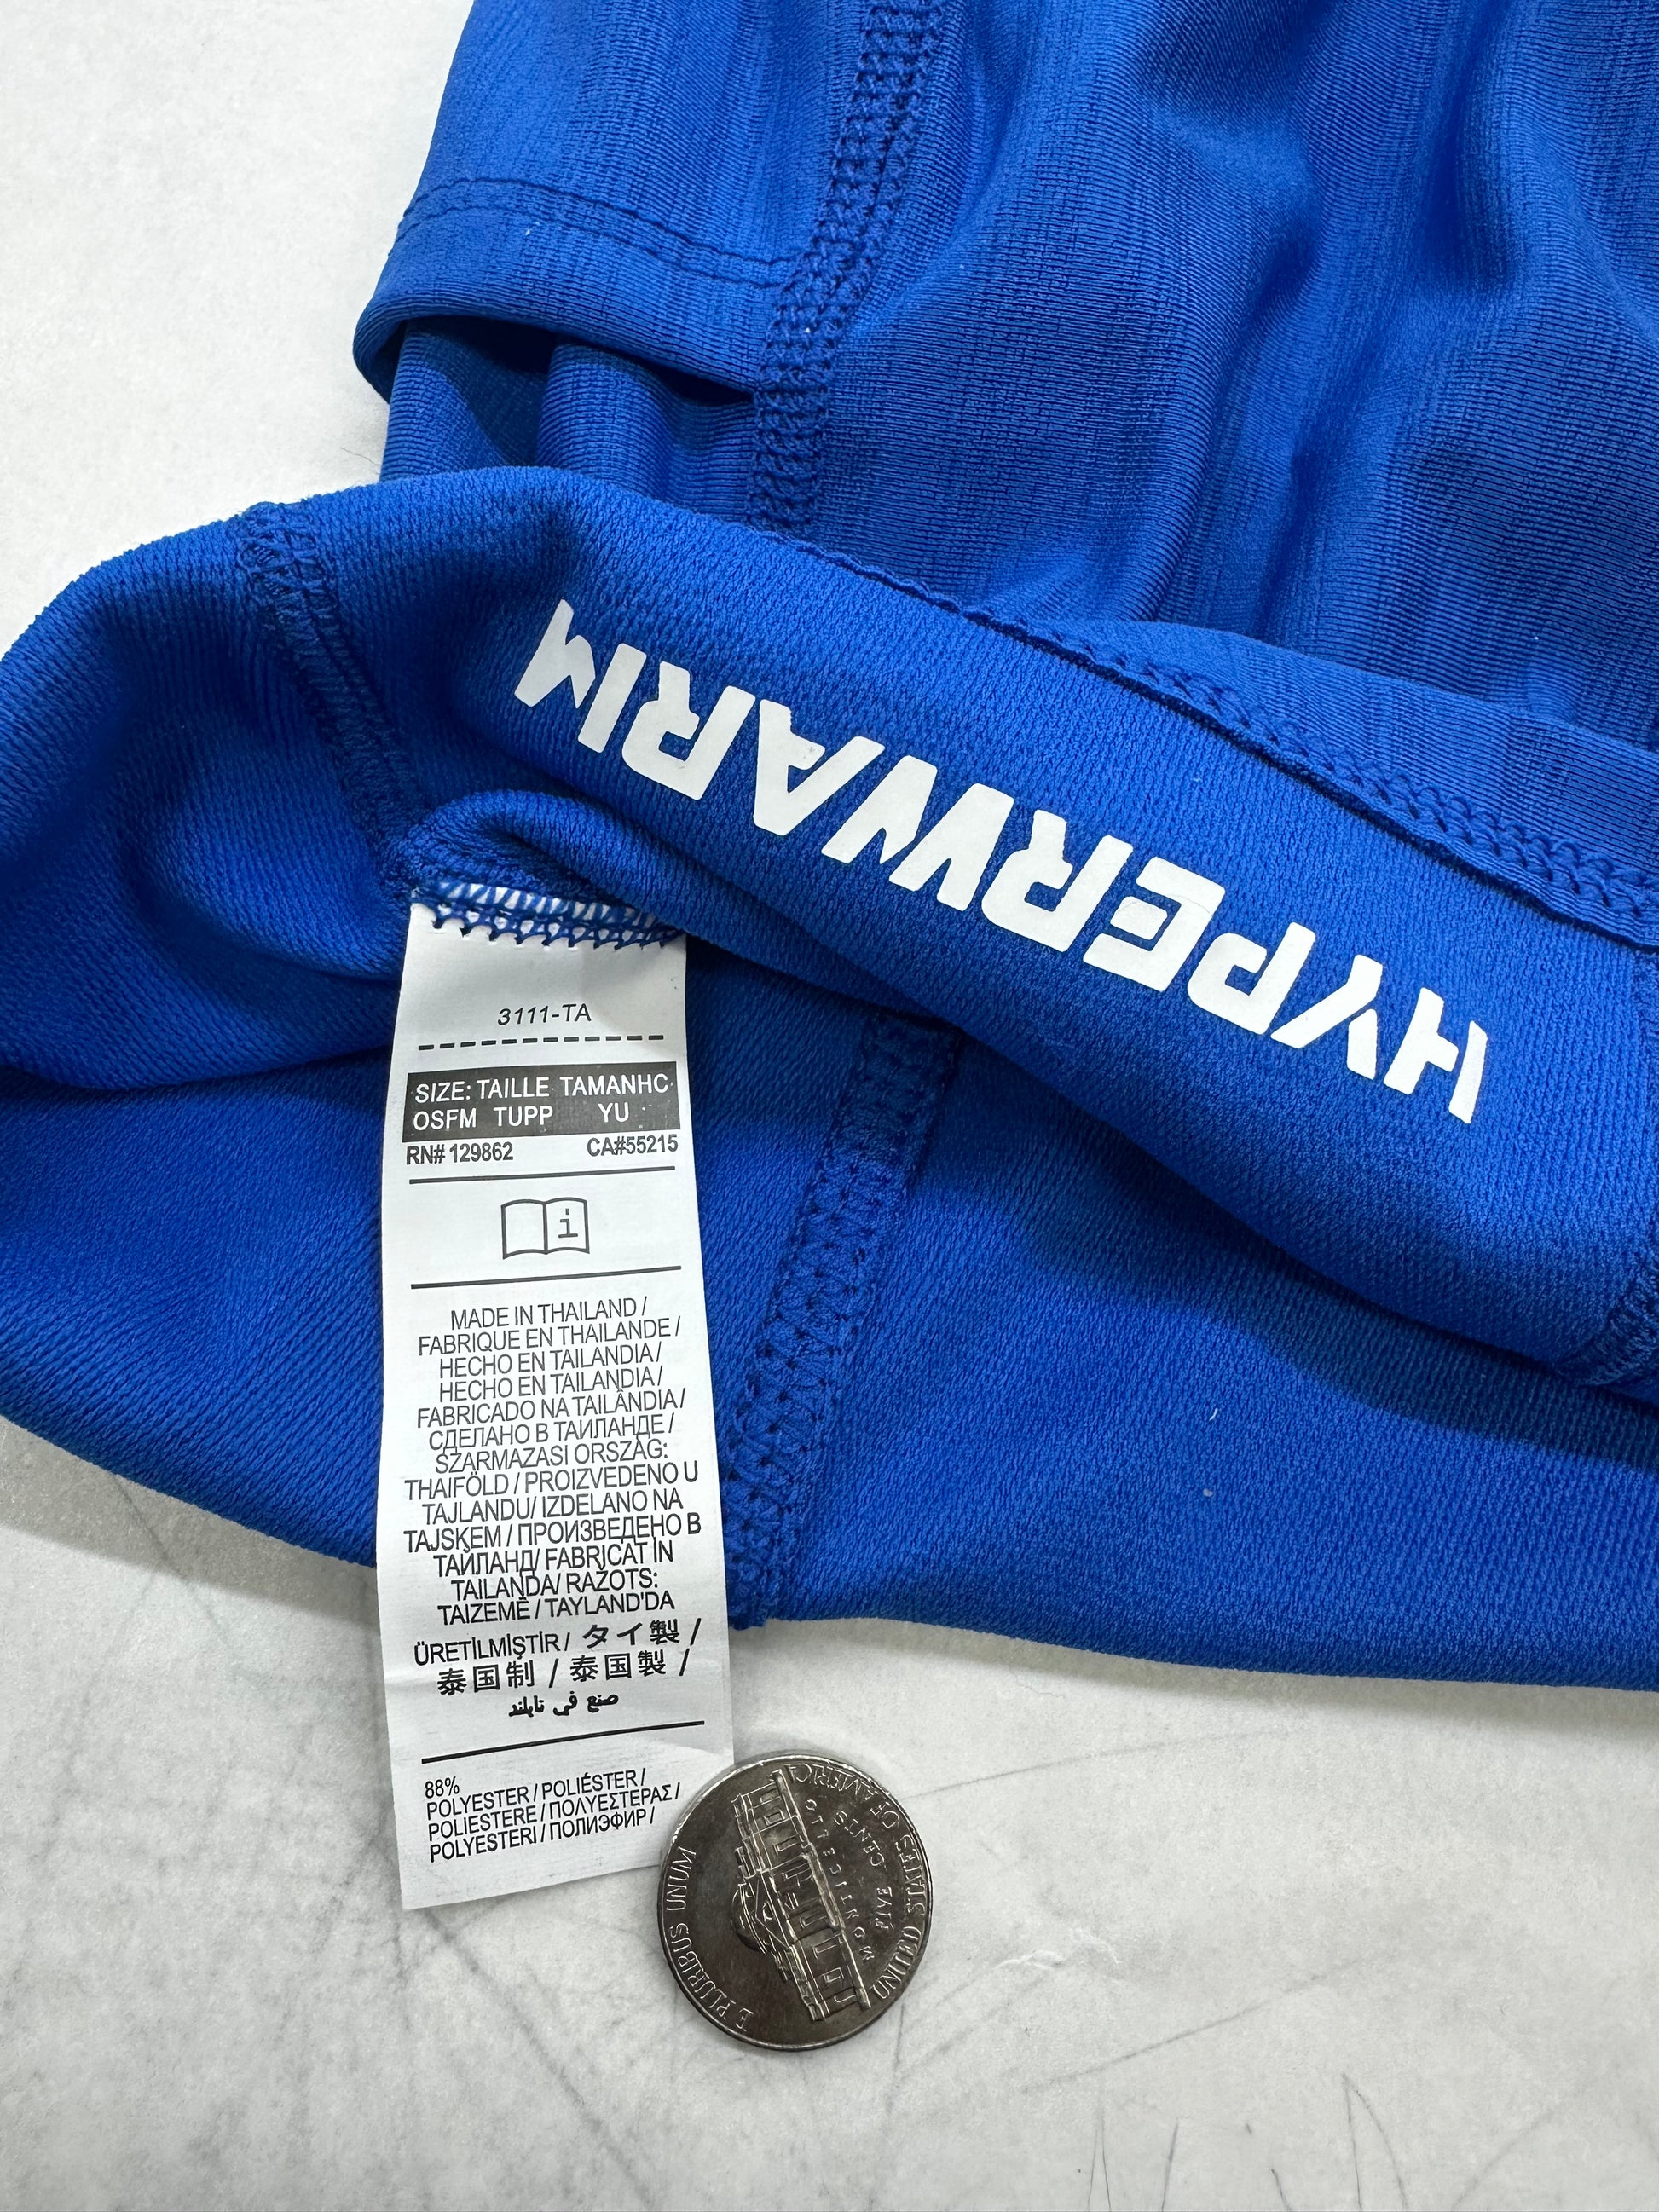 HYPERWARM
3111-TA
SIZE: TAILLE TAMANHC
OSFM TUPP YU
RN# 129862 CA#55215
i
MADE IN THAILAND /
FABRIQUE EN THAILANDE /
HECHO EN TAILANDIA /
HECHO EN TAILANDIA /
FABRICADO NA TAILÂNDIA /
СДЕЛАНО В ТАИЛАНДЕ /
SZARMAZASI ORSZÁG:
THAIFÖLD / PROIZVEDENO U
TAJLANDU/ IZDELANO NA
TAJSKEM / ПРОИЗВЕДЕНО В
ТАЙЛАНД/ FABRICAT ÎN
TAILANDA/ RAŽOTS:
TAIZEMĒ / TAYLAND'DA
ÜRETİLMİŞTİR / タイ製 /
泰国制 / 泰国製 /
صنع في تايلند
88%
POLYESTER / POLIÉSTER /
POLIESTERE / ΠΟΛΥΕΣΤΕΡΑΣ /
POLYESTERI / ПОЛИЭФИР /
E PLURIBUS UNUM
MONTICELLO
FIVE CENTS
UNITED STATES OF AMERICA